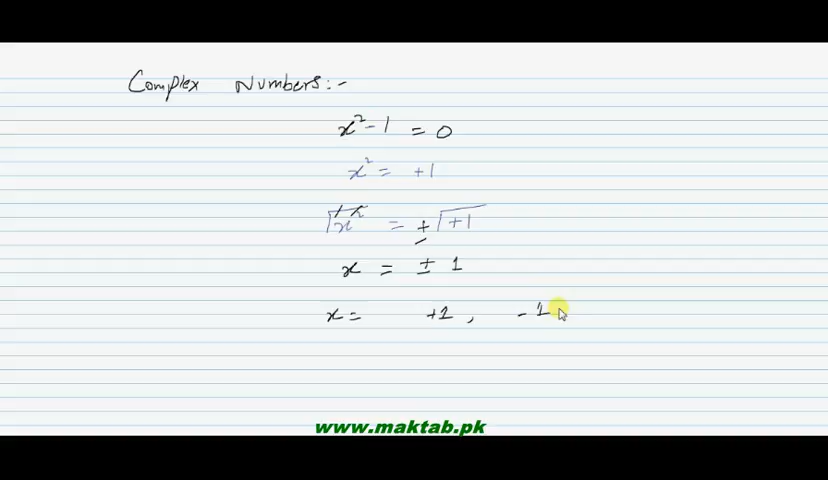 Complex Numbers:-
x² - 1 = 0
x² = +1
√x² = ± √+1
x = ± 1
x = +1, -1
www.maktab.pk